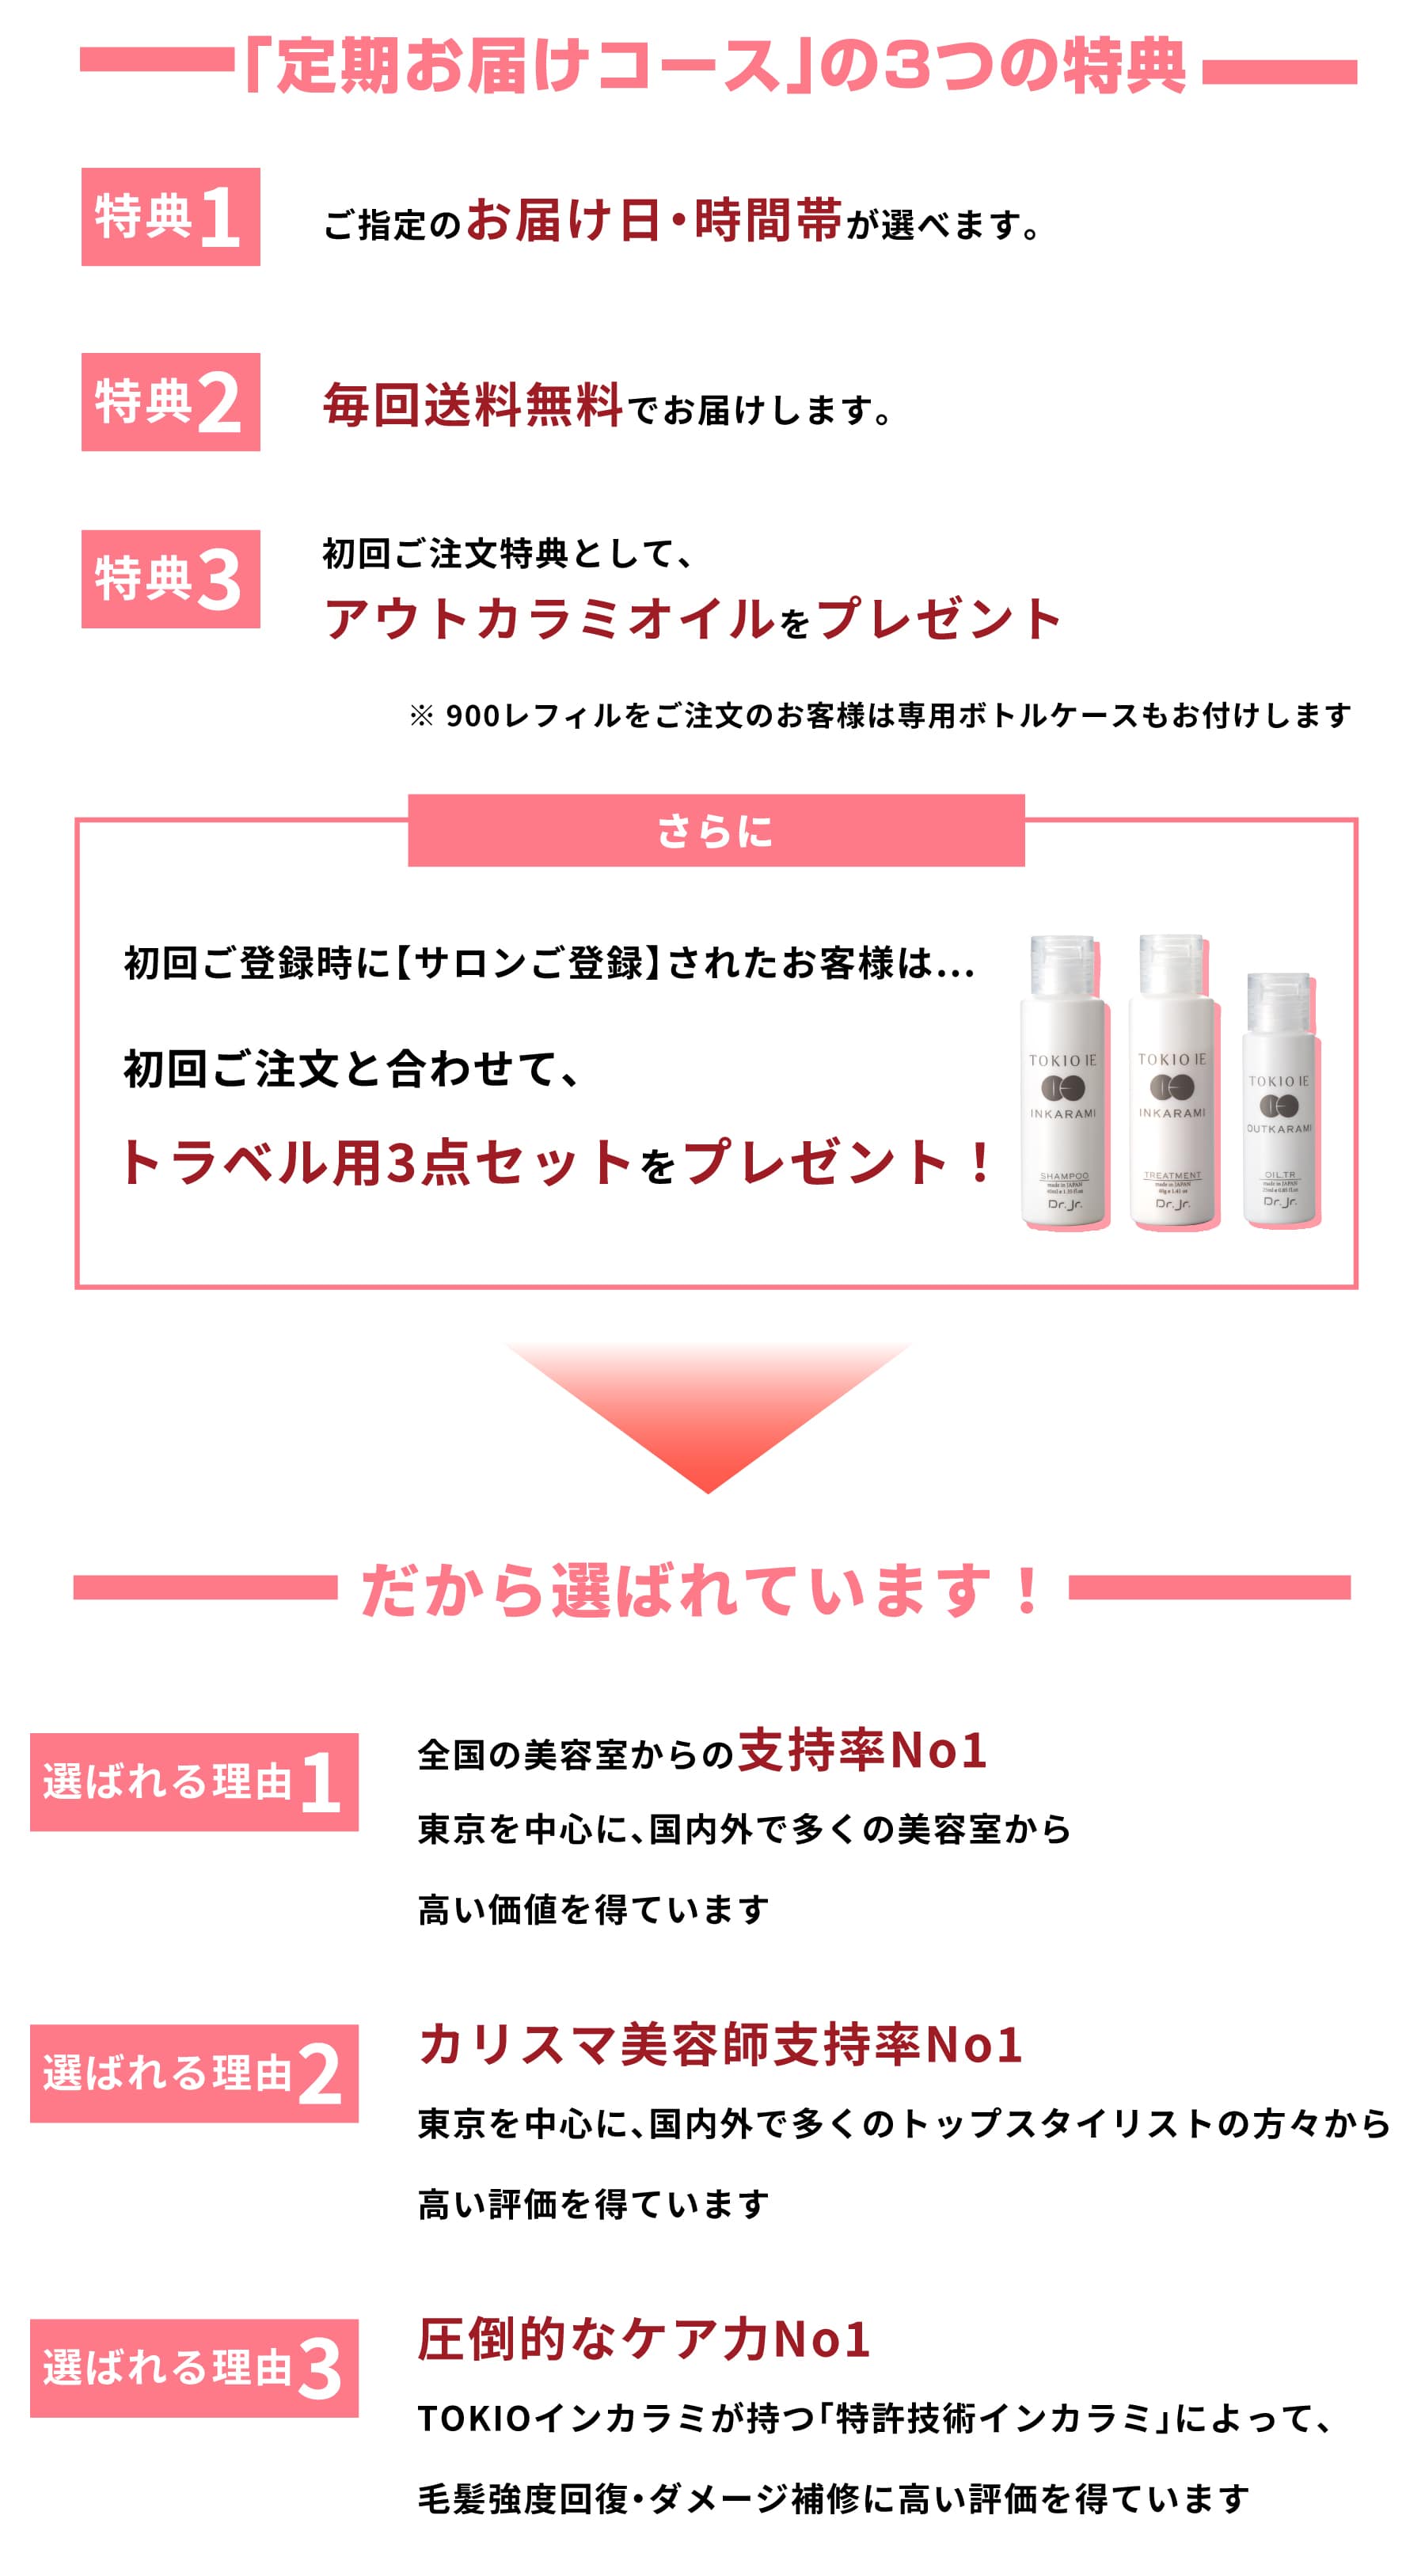 「定期お届けコース」の3つの特典
特典1
ご指定のお届け日・時間帯が選べます。
特典2
毎回送料無料でお届けします。
特典3
初回ご注文特典として、
アウトカラミオイルをプレゼント
※ 900レフィルをご注文のお客様は専用ボトルケースもお付けします
さらに
初回ご登録時に【サロンご登録】されたお客様は...
初回ご注文と合わせて、
トラベル用3点セットをプレゼント！
TOKIO IE
INKARAMI
SHAMPOO
made in JAPAN
Dr.Jr.
TOKIO IE
INKARAMI
TREATMENT
made in JAPAN
Dr.Jr.
TOKIO IE
OUTKARAMI
OIL.TR
made in JAPAN
Dr.Jr.
だから選ばれています！
選ばれる理由1
全国の美容室からの支持率No1
東京を中心に、国内外で多くの美容室から
高い価値を得ています
選ばれる理由2
カリスマ美容師支持率No1
東京を中心に、国内外で多くのトップスタイリストの方々から
高い評価を得ています
選ばれる理由3
圧倒的なケア力No1
TOKIOインカラミが持つ「特許技術インカラミ」によって、
毛髪強度回復・ダメージ補修に高い評価を得ています